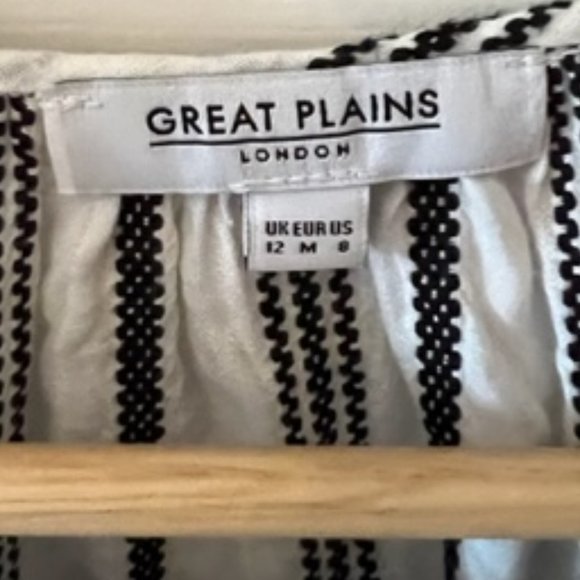 GREAT PLAINS
LONDON
UK EUR US
12 M 8